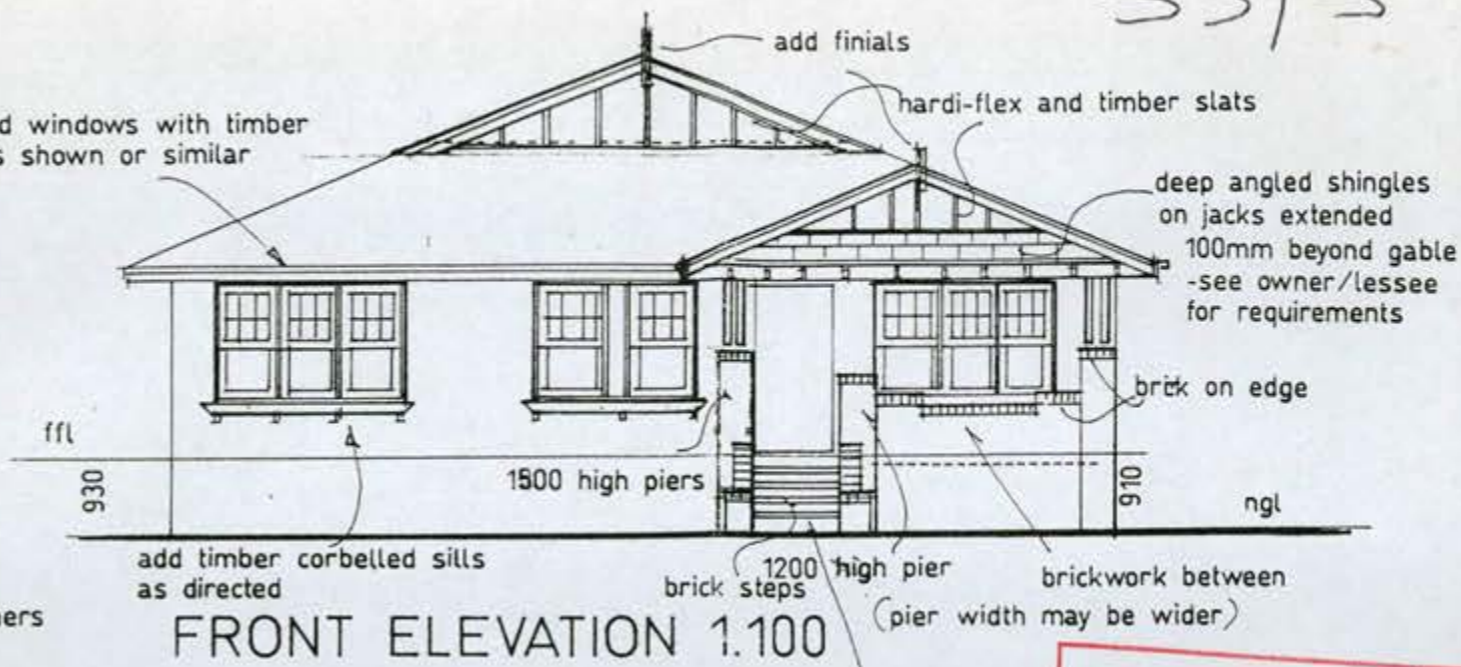 add finials
hardi-flex and timber slats
d windows with timber
s shown or similar
deep angled shingles
on jacks extended
100mm beyond gable
-see owner/lessee
for requirements
brick on edge
ffl
930
1500 high piers
910
ngl
add timber corbelled sills
as directed
brick steps
1200 high pier
brickwork between
(pier width may be wider)
ers
FRONT ELEVATION 1.100